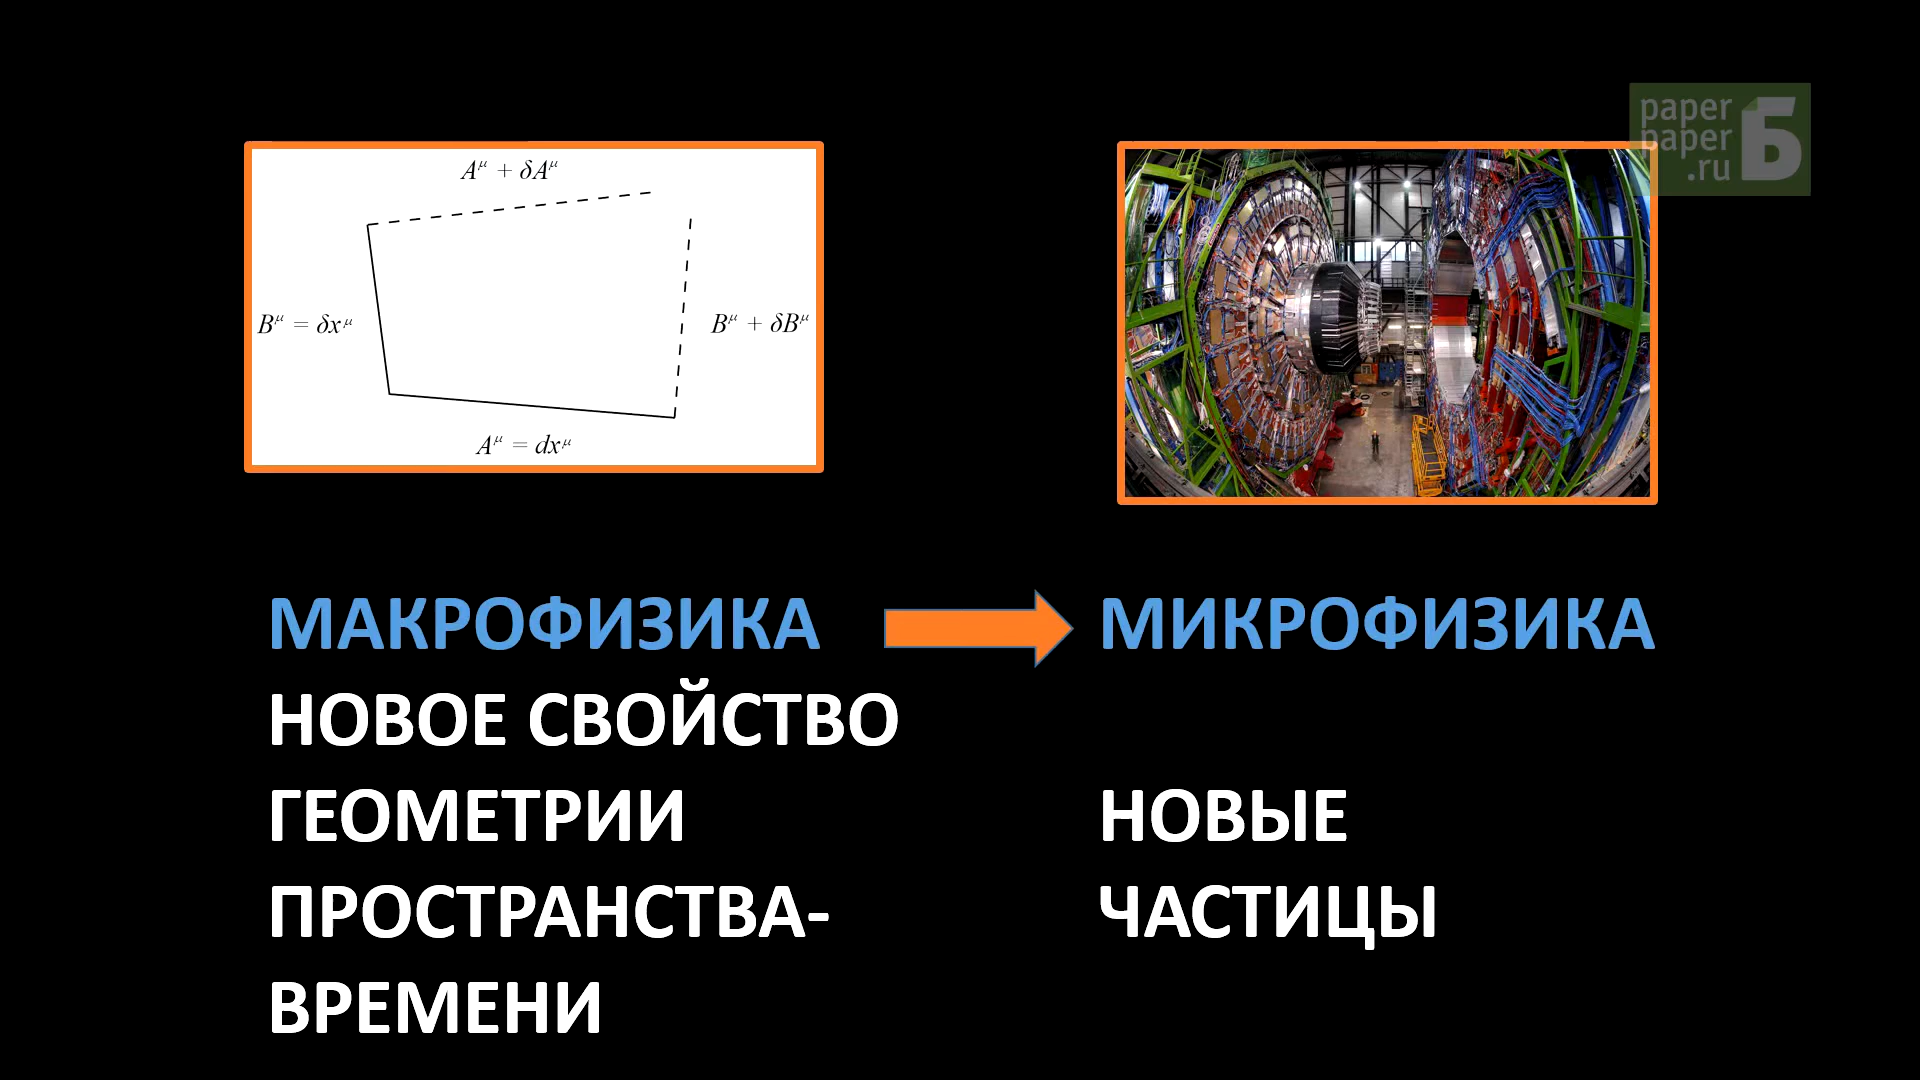 paper
paper
.ru
Б
A^μ + δA^μ
B^μ = δx^μ
B^μ + δB^μ
A^μ = dx^μ
МАКРОФИЗИКА
НОВОЕ СВОЙСТВО
ГЕОМЕТРИИ
ПРОСТРАНСТВА-
ВРЕМЕНИ
МИКРОФИЗИКА
НОВЫЕ
ЧАСТИЦЫ